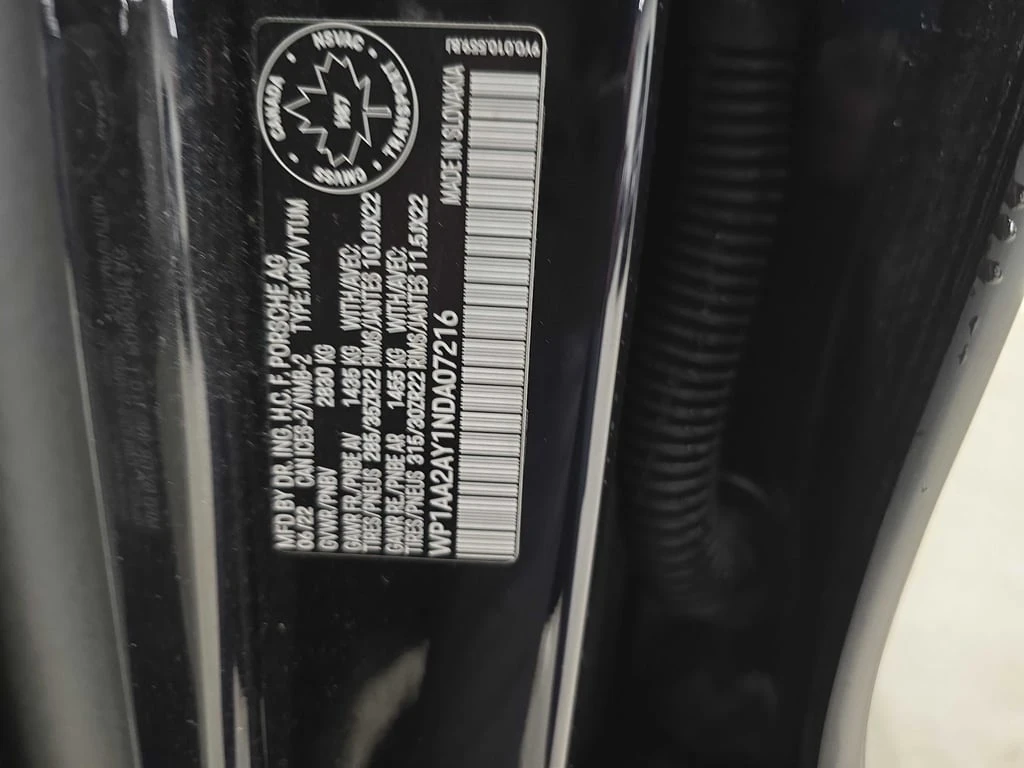 MFD BY DR. ING. H.C. F. PORSCHE AG
06/22 CAN ICES-2/NMB-2 TYPE: MPV/VTUM
GVWR/PNBV 2830 KG
GAWR FR./PNBE AV 1435 KG WITH/AVEC:
TIRES/PNEUS 285/35ZR22 RIMS/JANTES 10.0JX22
GAWR RE./PNBE AR 1455 KG WITH/AVEC:
TIRES/PNEUS 315/30ZR22 RIMS/JANTES 11.5JX22
WP1AA2AY1NDA07216 MADE IN SLOVAKIA
CANADA • NSVAC • TRANSPORT • CMVSS •
9Y0.010.559.BJ